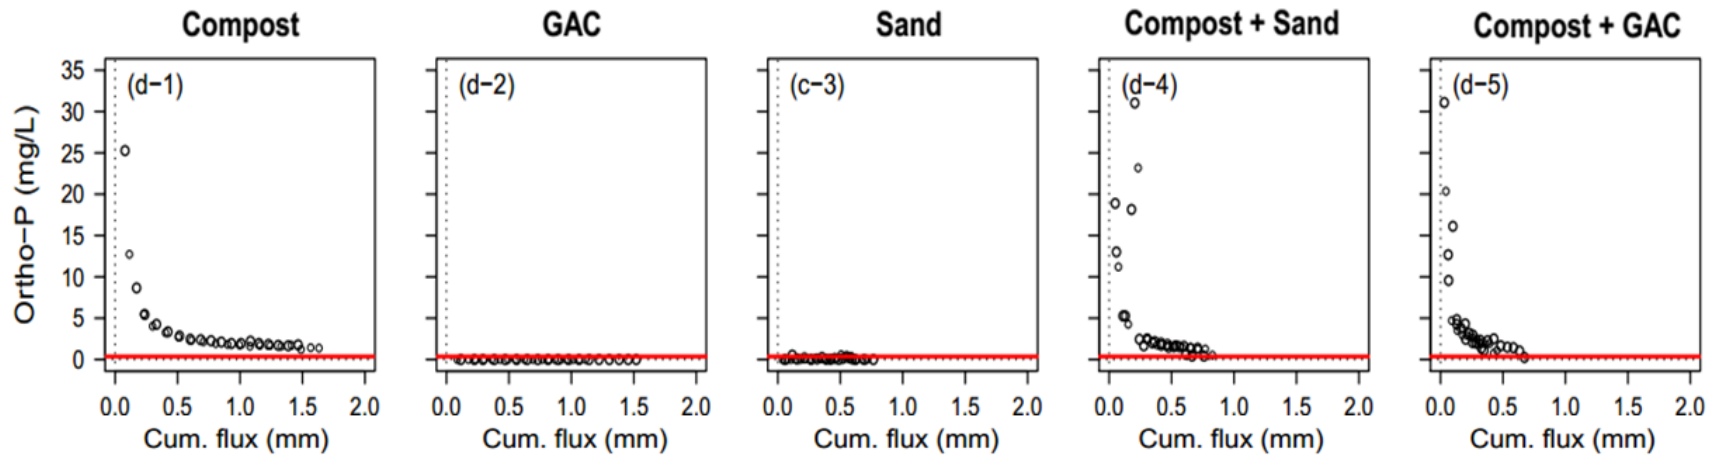 Compost GAC Sand Compost + Sand Compost + GAC
(d−1) (d−2) (c−3) (d−4) (d−5)
Ortho−P (mg/L)
35
30
25
20
15
10
5
0
0.0 0.5 1.0 1.5 2.0 0.0 0.5 1.0 1.5 2.0 0.0 0.5 1.0 1.5 2.0 0.0 0.5 1.0 1.5 2.0 0.0 0.5 1.0 1.5 2.0
Cum. flux (mm) Cum. flux (mm) Cum. flux (mm) Cum. flux (mm) Cum. flux (mm)